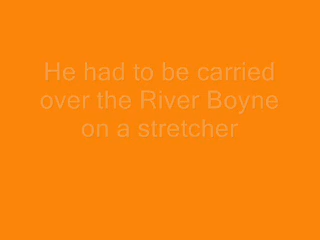 He had to be carried
over the River Boyne
on a stretcher